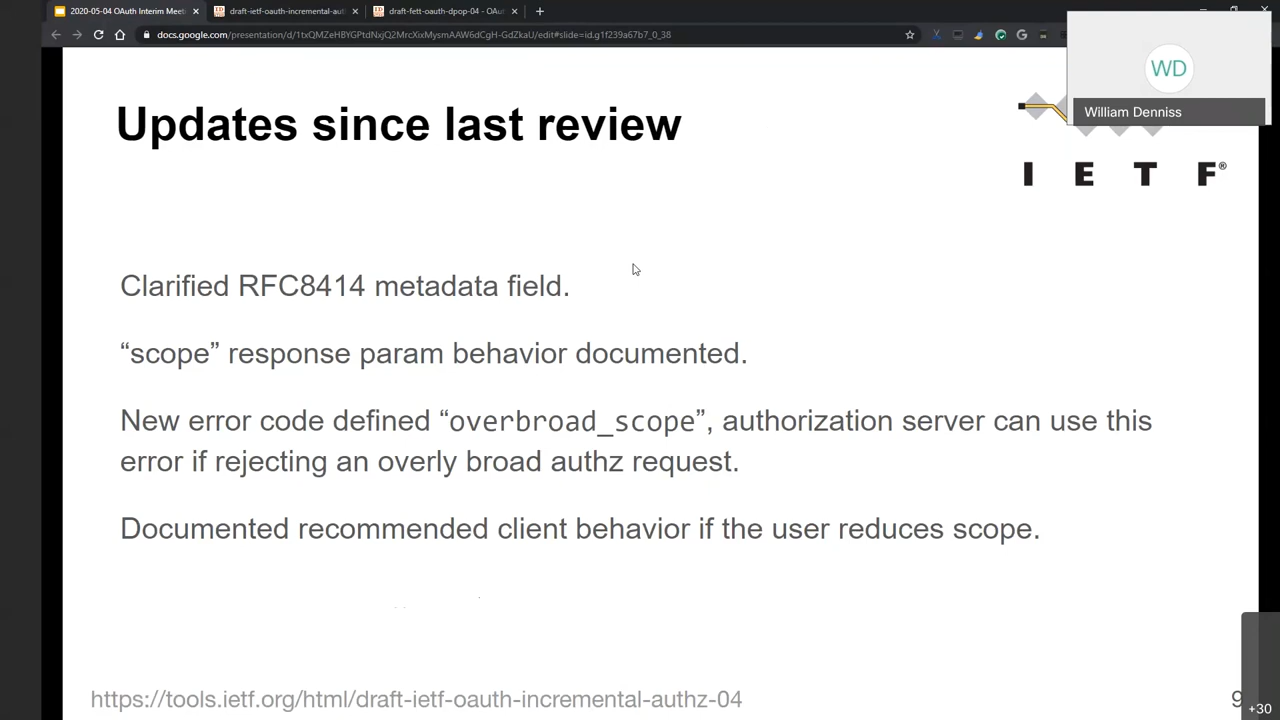 2020-05-04 OAuth Interim Meeti
draft-ietf-oauth-incremental-aut
draft-fett-oauth-dpop-04 - OAu
docs.google.com/presentation/d/1txQMZeHBYGPtdNxjQ2MrcXixMysmAAW6dCgH-GdZkaU/edit#slide=id.g1f239a67b7_0_38
WD
William Denniss
Updates since last review
I E T F®
Clarified RFC8414 metadata field.
“scope” response param behavior documented.
New error code defined “overbroad_scope”, authorization server can use this
error if rejecting an overly broad authz request.
Documented recommended client behavior if the user reduces scope.
https://tools.ietf.org/html/draft-ietf-oauth-incremental-authz-04
9
+30